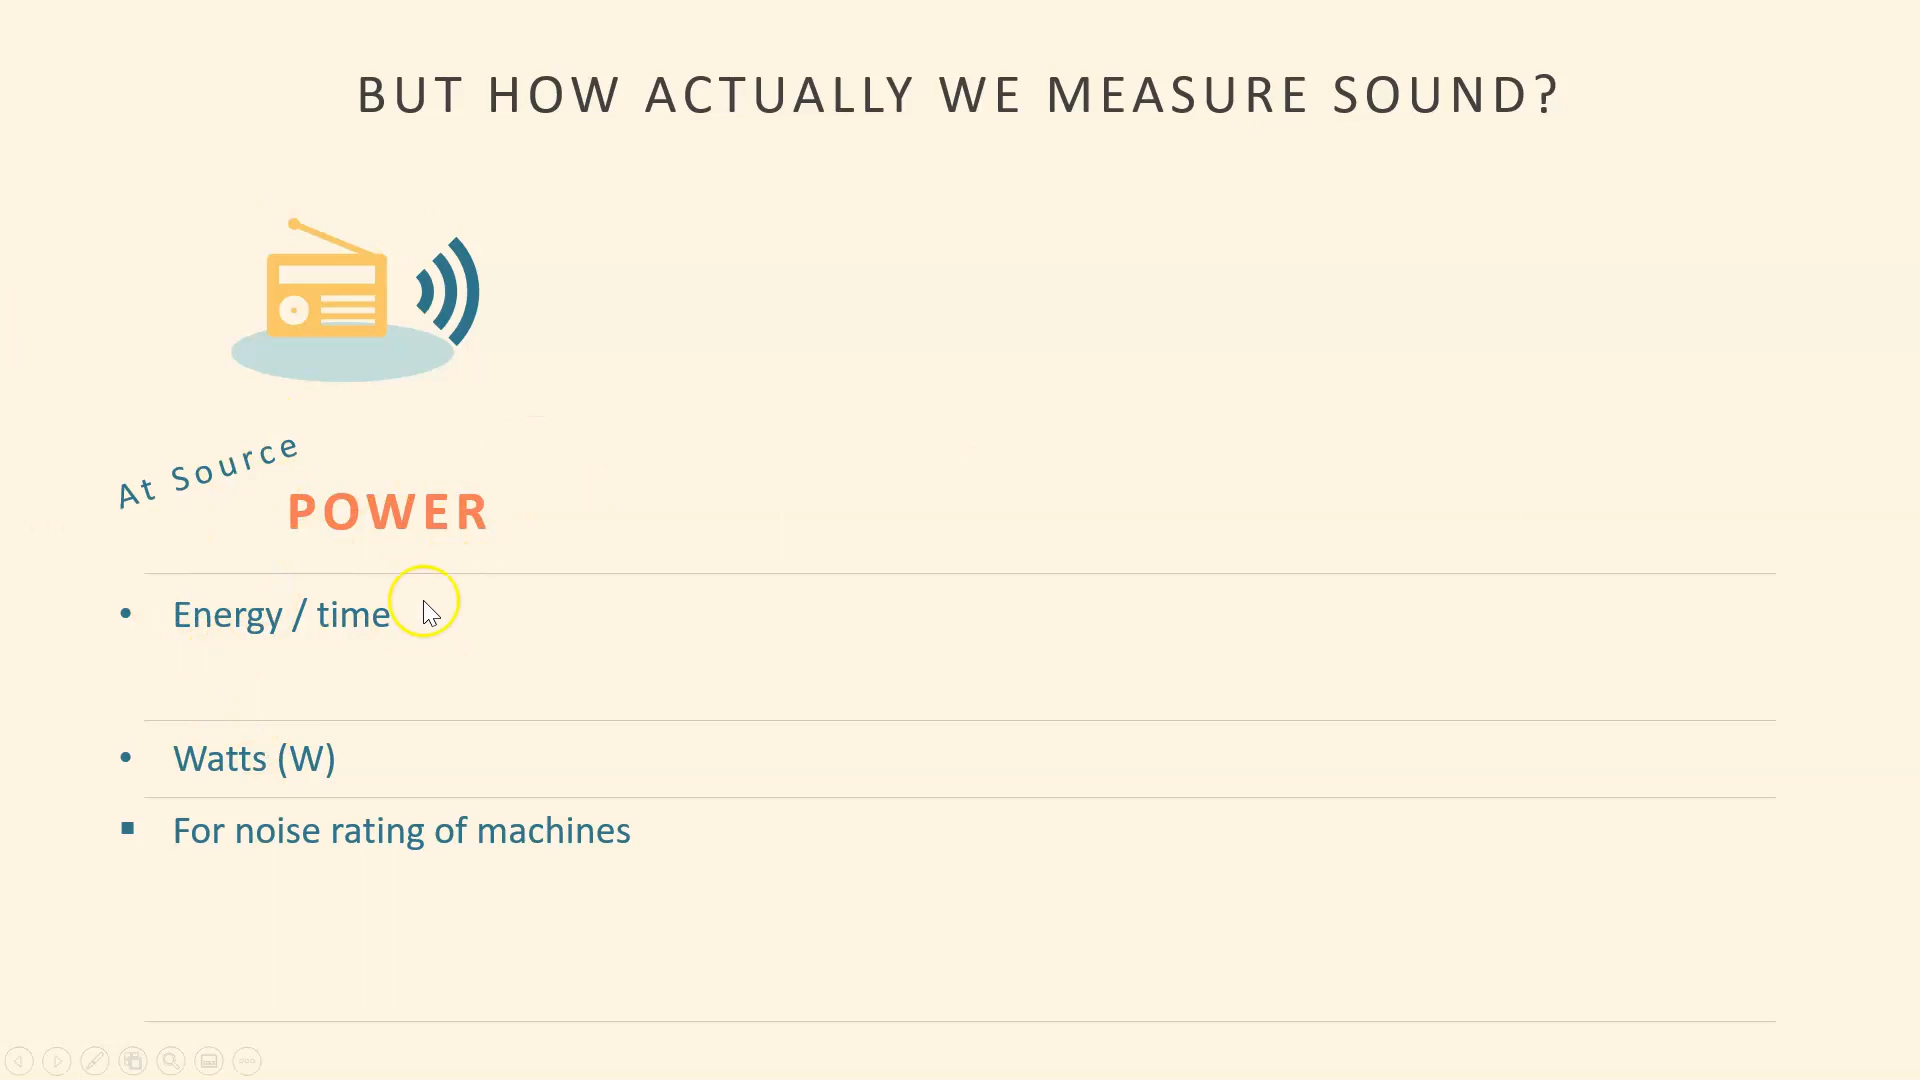 BUT HOW ACTUALLY WE MEASURE SOUND?
At Source
POWER
• Energy / time
• Watts (W)
▪ For noise rating of machines